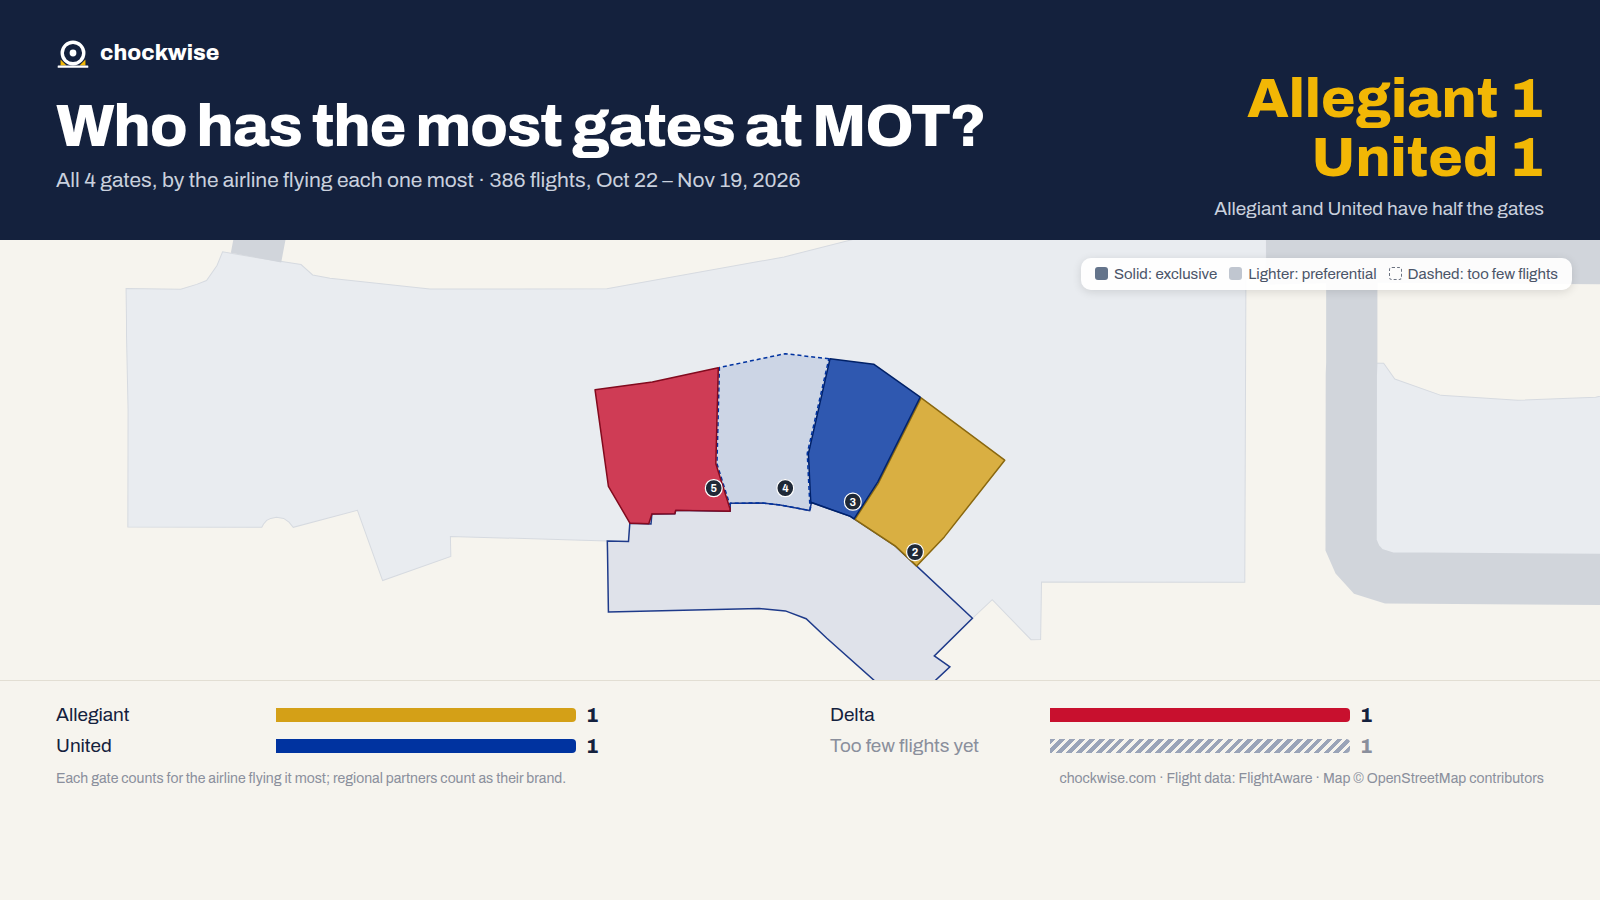 chockwise
Who has the most gates at MOT?
All 4 gates, by the airline flying each one most · 386 flights, Oct 22 – Nov 19, 2026
Allegiant 1
United 1
Allegiant and United have half the gates
Solid: exclusive Lighter: preferential Dashed: too few flights
5
4
3
2
Allegiant 1
United 1
Delta 1
Too few flights yet 1
Each gate counts for the airline flying it most; regional partners count as their brand.
chockwise.com · Flight data: FlightAware · Map © OpenStreetMap contributors